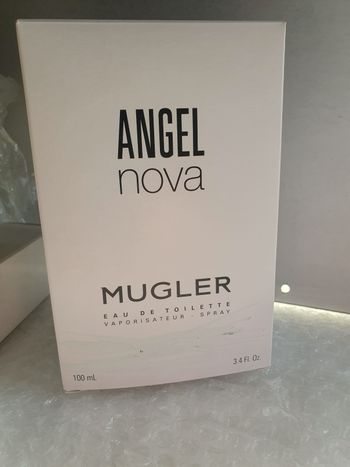 ANGEL
nova
MUGLER
EAU DE TOILETTE
VAPORISATEUR - SPRAY
100 mL
3.4 Fl. Oz.